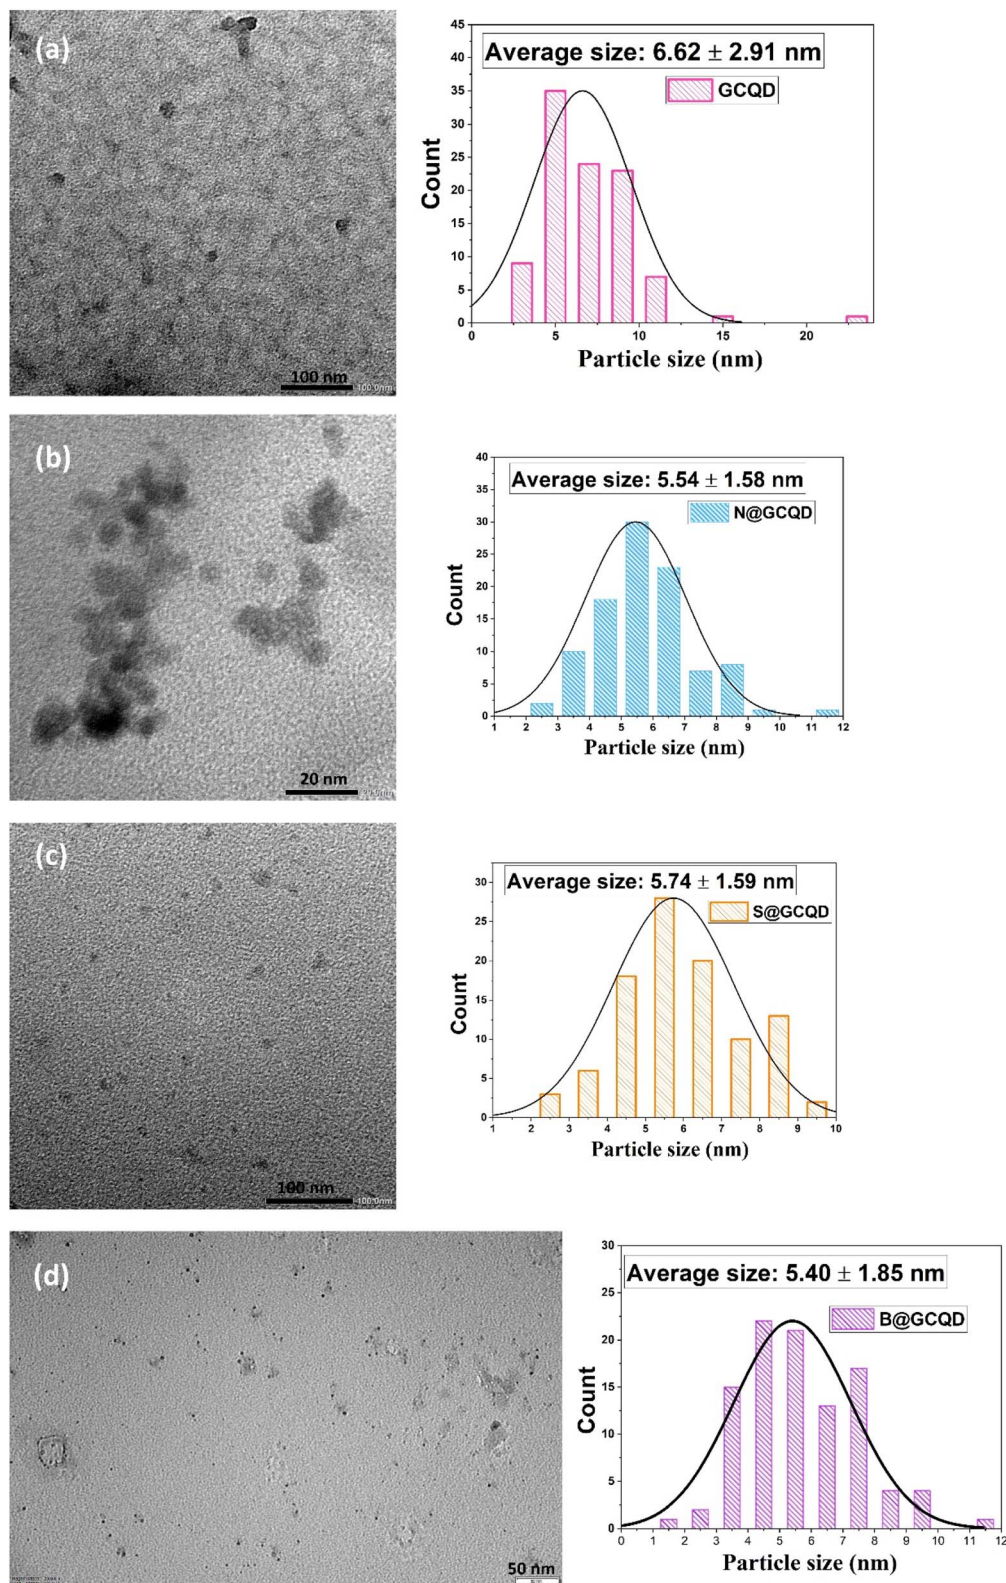 (a)
100 nm
100.0nm
45
40
35
30
25
20
15
10
5
0
Average size: 6.62 ± 2.91 nm
GCQD
Count
0 5 10 15 20
Particle size (nm)
(b)
20 nm
40
35
30
25
20
15
10
5
0
Average size: 5.54 ± 1.58 nm
N@GCQD
Count
1 2 3 4 5 6 7 8 9 10 11 12
Particle size (nm)
(c)
100 nm
100.0nm
30
25
20
15
10
5
0
Average size: 5.74 ± 1.59 nm
S@GCQD
Count
1 2 3 4 5 6 7 8 9 10
Particle size (nm)
(d)
50 nm
30
25
20
15
10
5
0
Average size: 5.40 ± 1.85 nm
B@GCQD
Count
0 1 2 3 4 5 6 7 8 9 10 11 12
Particle size (nm)